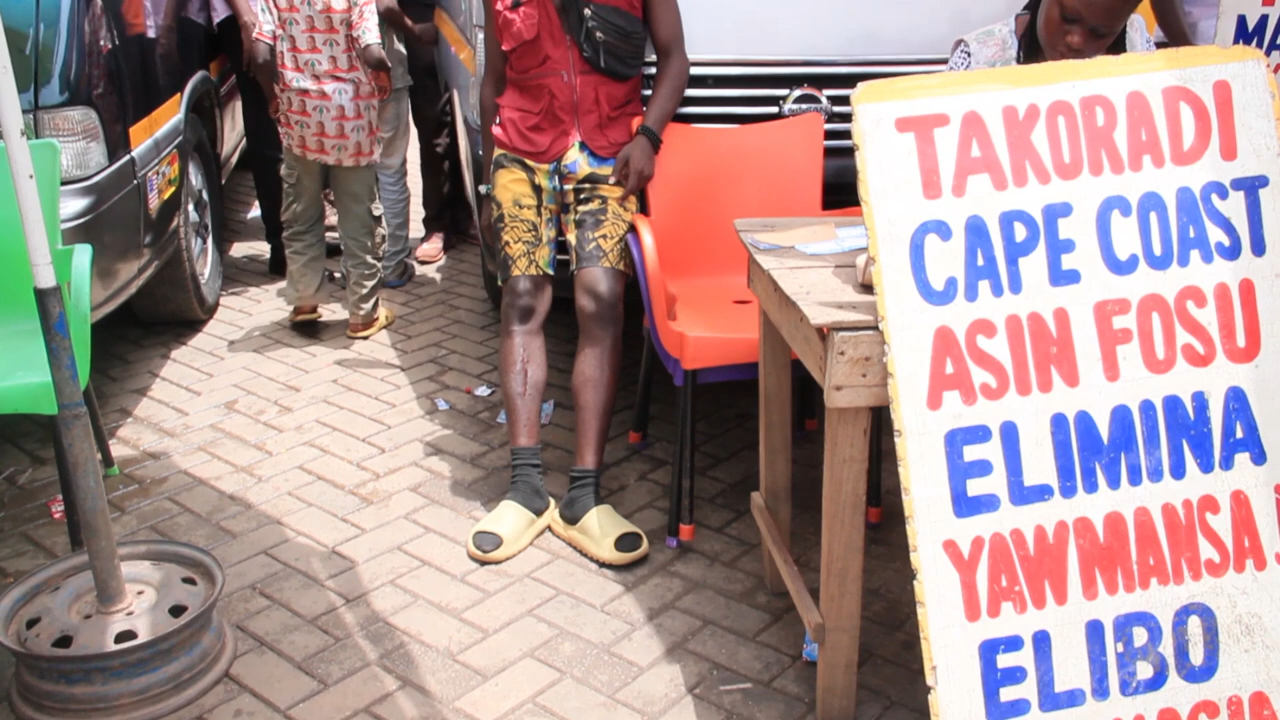 TAKORADI
CAPE COAST
ASIN FOSU
ELIMINA
YAWMANSA
ELIBO